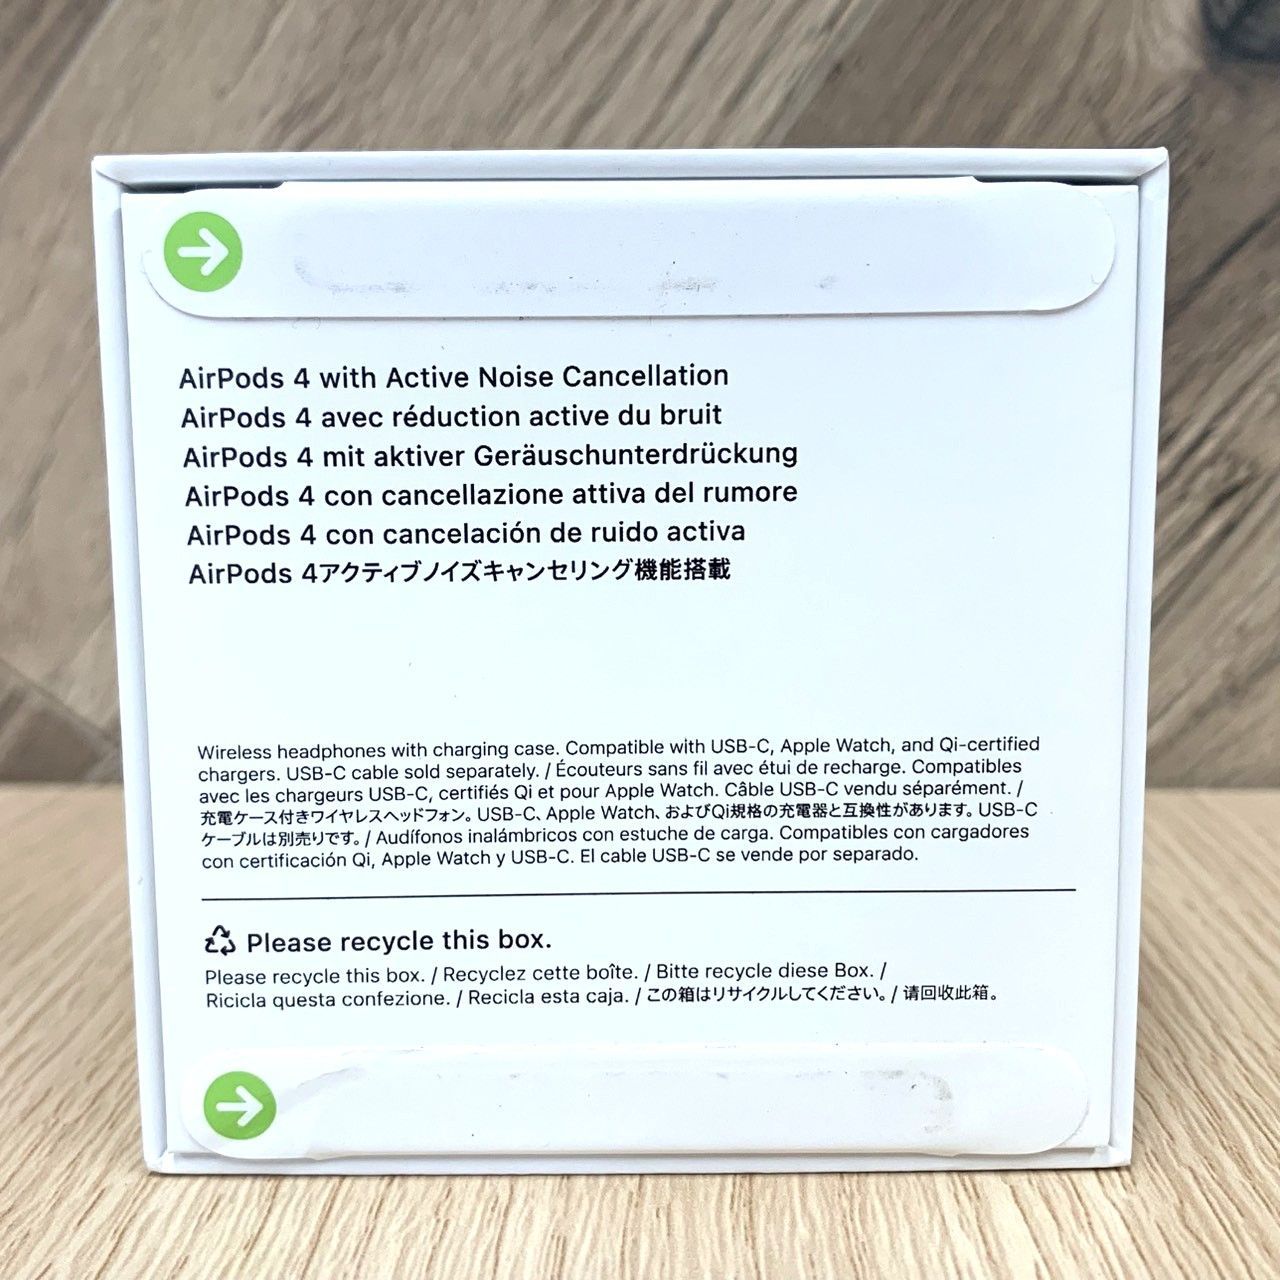 AirPods 4 with Active Noise Cancellation
AirPods 4 avec réduction active du bruit
AirPods 4 mit aktiver Geräuschunterdrückung
AirPods 4 con cancellazione attiva del rumore
AirPods 4 con cancelación de ruido activa
AirPods 4アクティブノイズキャンセリング機能搭載
Wireless headphones with charging case. Compatible with USB-C, Apple Watch, and Qi-certified
chargers. USB-C cable sold separately. / Écouteurs sans fil avec étui de recharge. Compatibles
avec les chargeurs USB-C, certifiés Qi et pour Apple Watch. Câble USB-C vendu séparément. /
充電ケース付きワイヤレスヘッドフォン。USB-C、Apple Watch、およびQi規格の充電器と互換性があります。USB-C
ケーブルは別売りです。/ Audífonos inalámbricos con estuche de carga. Compatibles con cargadores
con certificación Qi, Apple Watch y USB-C. El cable USB-C se vende por separado.
Please recycle this box.
Please recycle this box. / Recyclez cette boîte. / Bitte recycle diese Box. /
Ricicla questa confezione. / Recicla esta caja. / この箱はリサイクルしてください。/ 请回收此箱。